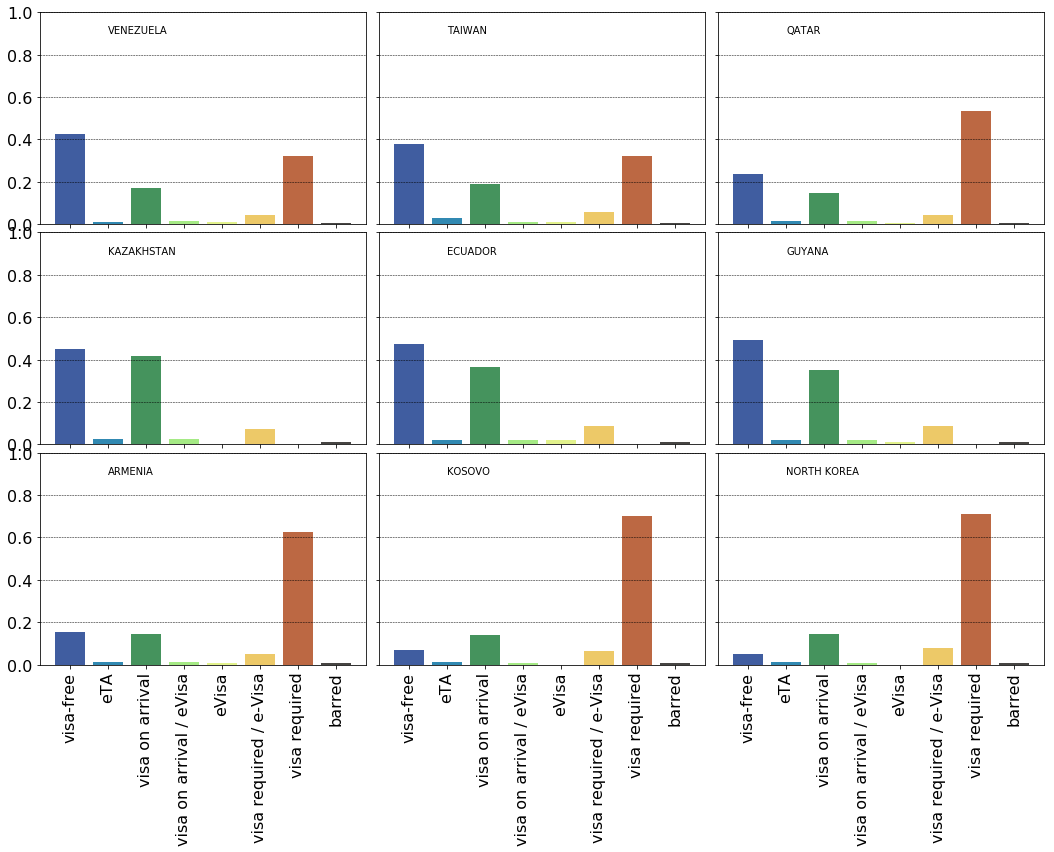 1.0
VENEZUELA
TAIWAN
QATAR
0.8
0.6
0.4
0.2
0.0
1.0
KAZAKHSTAN
ECUADOR
GUYANA
0.8
0.6
0.4
0.2
0.0
1.0
ARMENIA
KOSOVO
NORTH KOREA
0.8
0.6
0.4
0.2
0.0
visa-free
eTA
visa on arrival
visa on arrival / eVisa
eVisa
visa required / e-Visa
visa required
barred
visa-free
eTA
visa on arrival
visa on arrival / eVisa
eVisa
visa required / e-Visa
visa required
barred
visa-free
eTA
visa on arrival
visa on arrival / eVisa
eVisa
visa required / e-Visa
visa required
barred